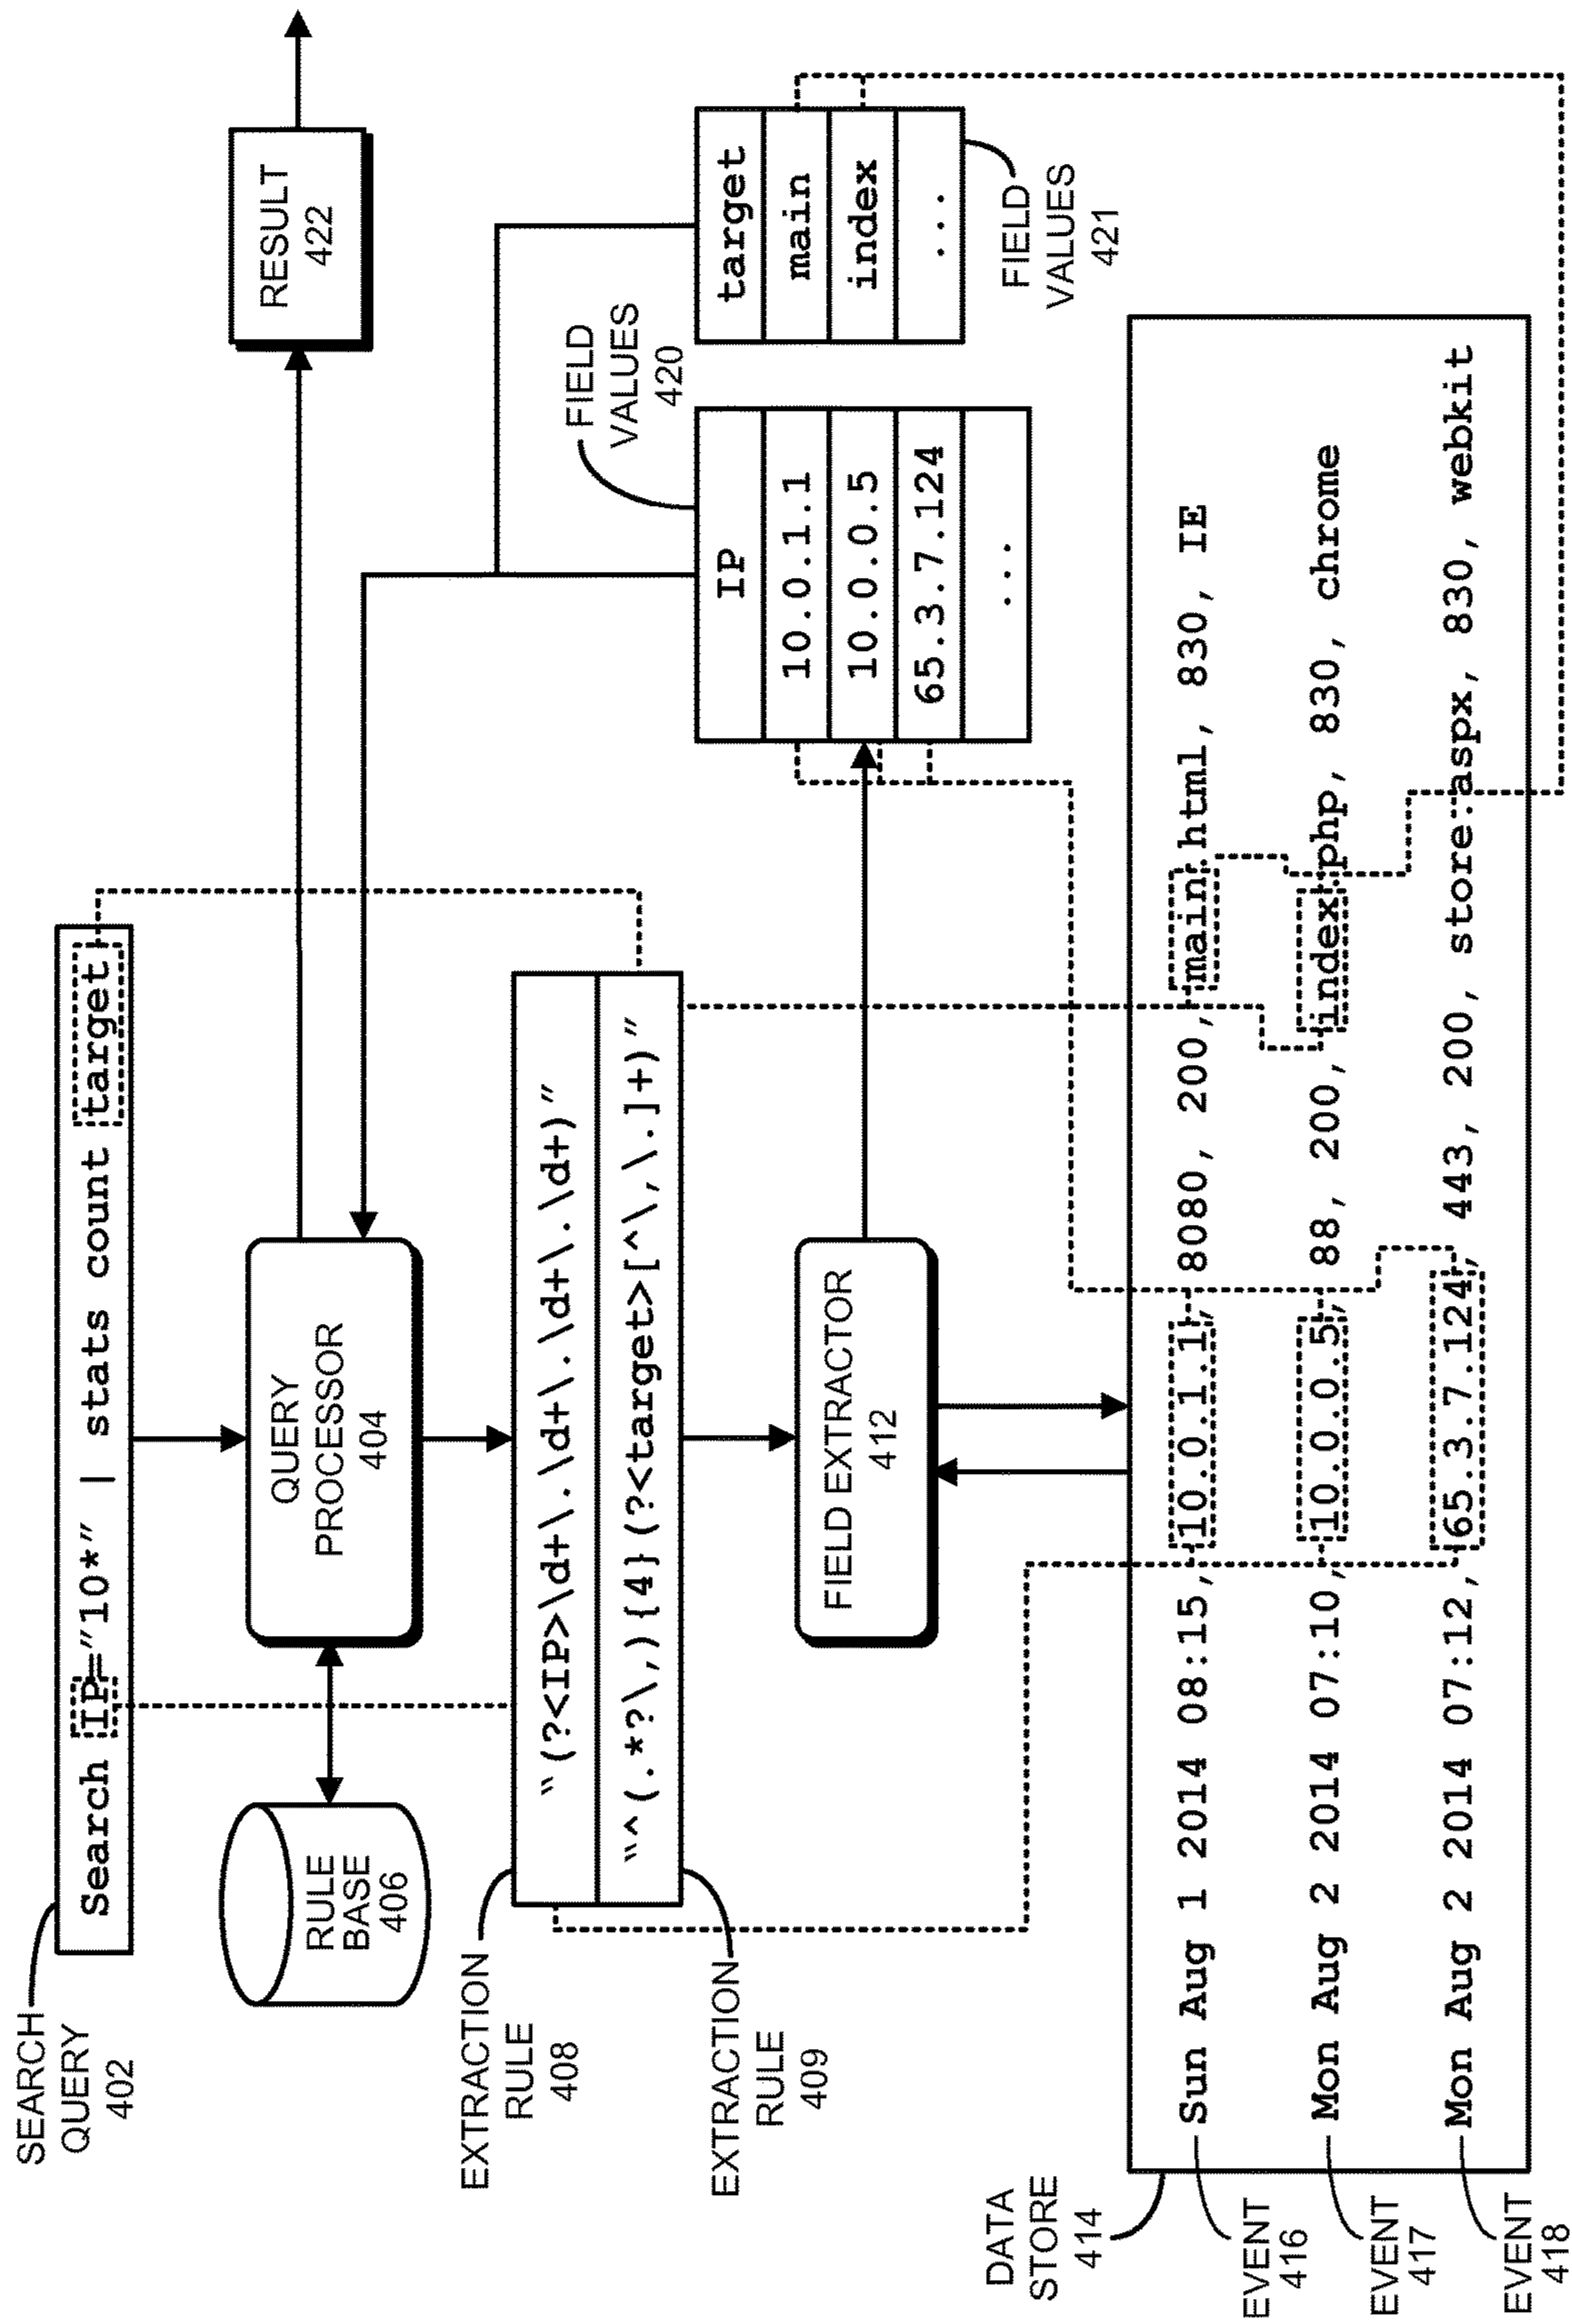 SEARCH
QUERY
402
Search IP="10*" | stats count target
RULE
BASE
406
QUERY
PROCESSOR
404
RESULT
422
EXTRACTION
RULE
408
"(?<IP>\d+\.\d+\.\d+\.\d+)"
EXTRACTION
RULE
409
"^(.*?\,){4}(?<target>[^\,\.]+)"
FIELD
VALUES
420
FIELD EXTRACTOR
412
IP
10.0.1.1
10.0.0.5
65.3.7.124
...
target
main
index
...
FIELD
VALUES
421
DATA
STORE
414
EVENT
416
Sun Aug 1 2014 08:15, 10.0.1.1, 8080, 200, main.html, 830, IE
EVENT
417
Mon Aug 2 2014 07:10, 10.0.0.5, 88, 200, index.php, 830, chrome
EVENT
418
Mon Aug 2 2014 07:12, 65.3.7.124, 443, 200, store.aspx, 830, webkit